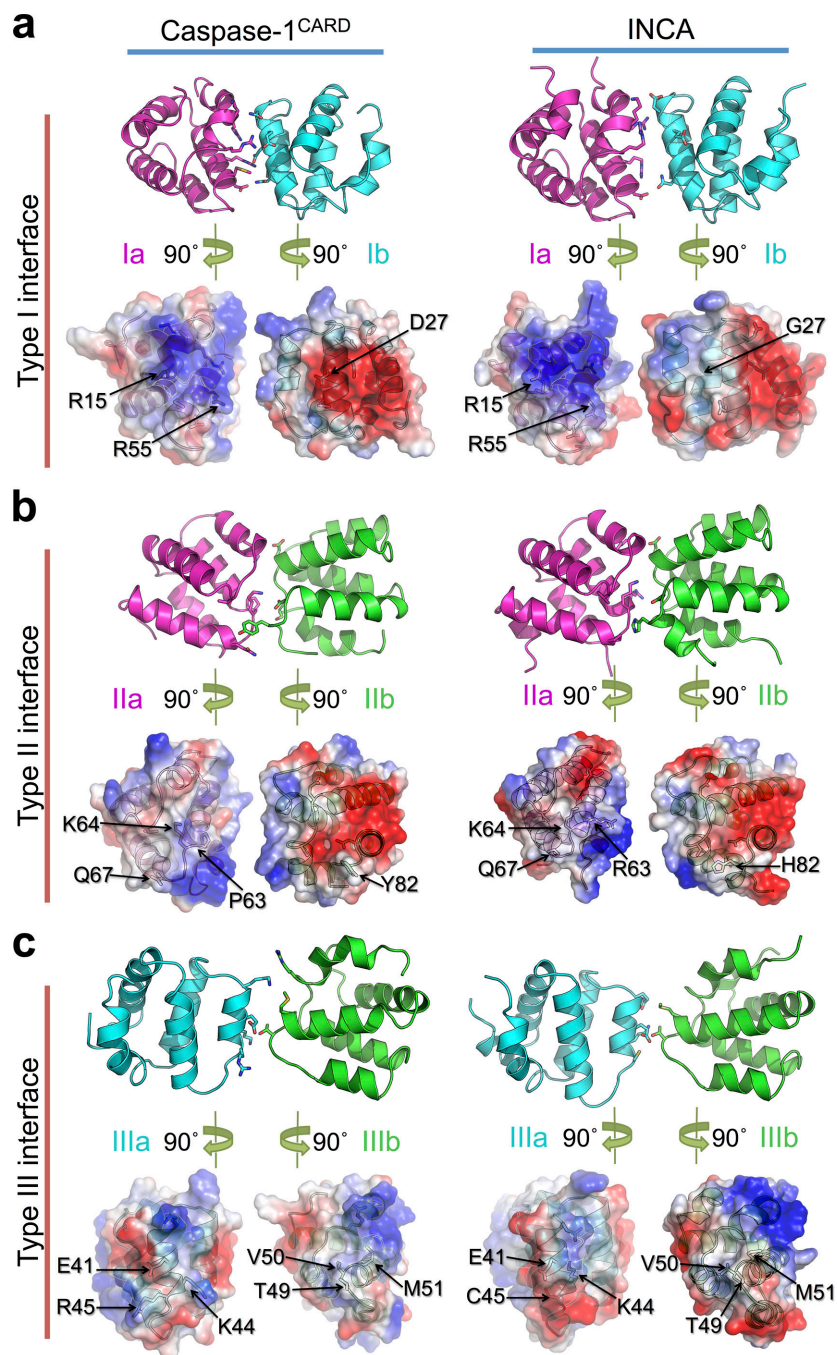 a
Caspase-1CARD
INCA
Type I interface
Ia 90° 90° Ib
Ia 90° 90° Ib
D27
G27
R15
R55
R15
R55
b
Type II interface
IIa 90° 90° IIb
IIa 90° 90° IIb
K64
Q67
P63
Y82
K64
Q67
R63
H82
c
Type III interface
IIIa 90° 90° IIIb
IIIa 90° 90° IIIb
E41
R45
K44
V50
T49
M51
E41
C45
K44
V50
T49
M51